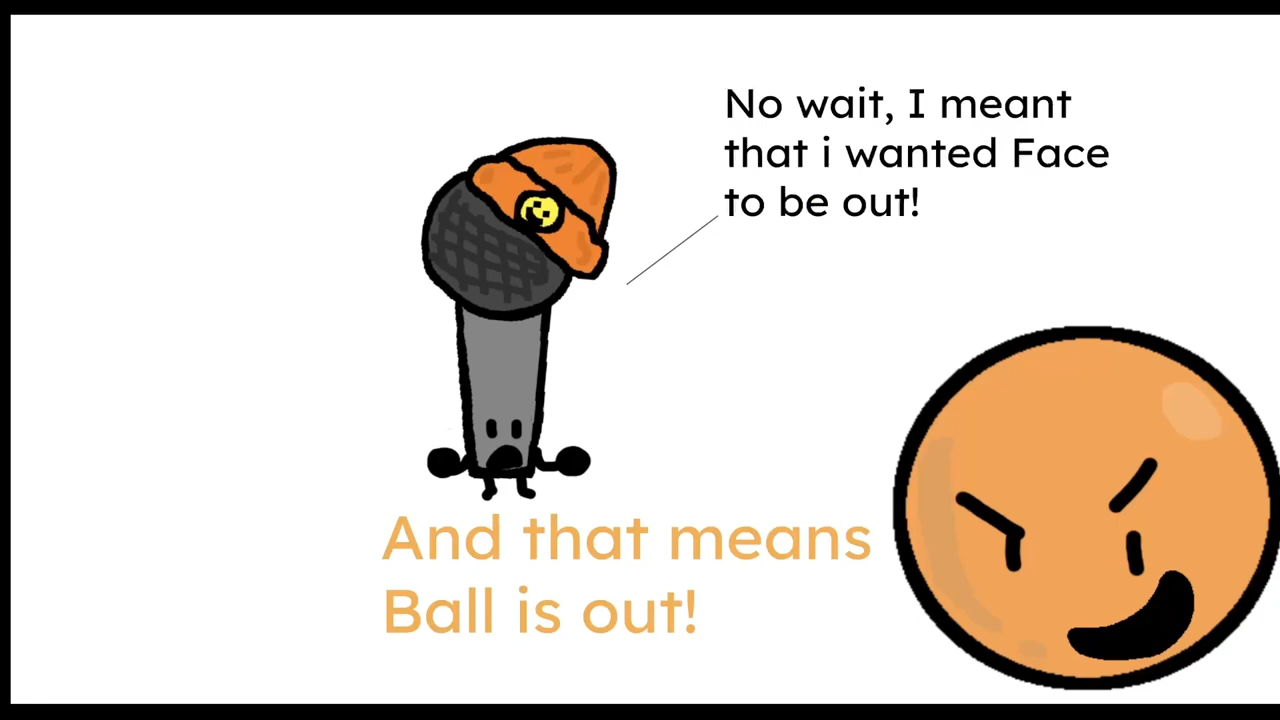 No wait, I meant
that i wanted Face
to be out!
And that means
Ball is out!